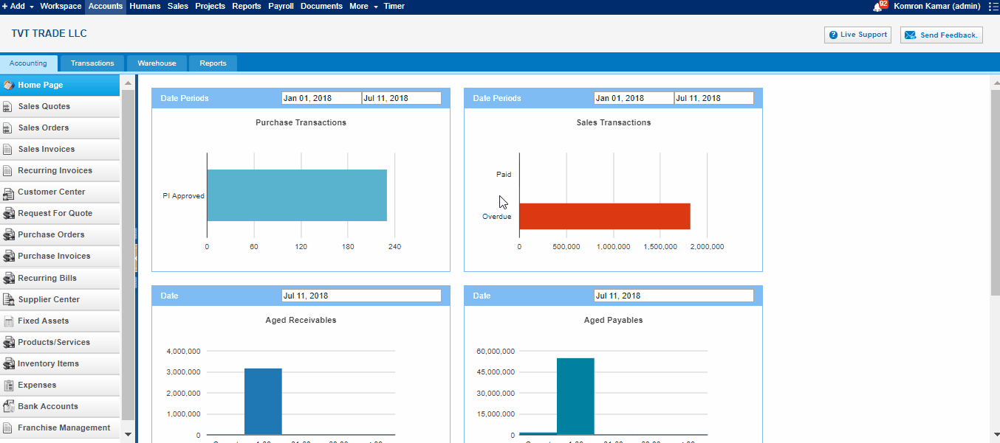 + Add Workspace Accounts Humans Sales Projects Reports Payroll Documents More Timer 92 Komron Kamar (admin)
TVT TRADE LLC
Live Support Send Feedback.
Accounting Transactions Warehouse Reports
Home Page
Sales Quotes
Sales Orders
Sales Invoices
Recurring Invoices
Customer Center
Request For Quote
Purchase Orders
Purchase Invoices
Recurring Bills
Supplier Center
Fixed Assets
Products/Services
Inventory Items
Expenses
Bank Accounts
Franchise Management
Date Periods Jan 01, 2018 Jul 11, 2018
Purchase Transactions
PI Approved
0 60 120 180 240
Date Periods Jan 01, 2018 Jul 11, 2018
Sales Transactions
Paid
Overdue
0 500,000 1,000,000 1,500,000 2,000,000
Date Jul 11, 2018
Aged Receivables
4,000,000
3,000,000
2,000,000
1,000,000
0
Date Jul 11, 2018
Aged Payables
60,000,000
45,000,000
30,000,000
15,000,000
0